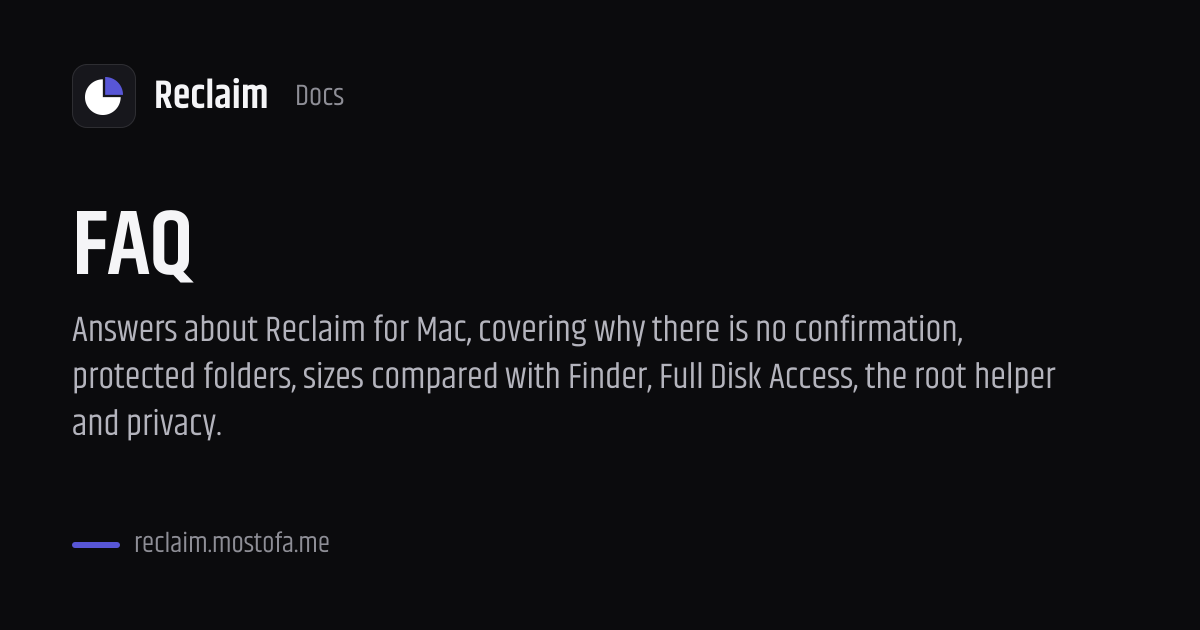 Reclaim Docs
FAQ
Answers about Reclaim for Mac, covering why there is no confirmation,
protected folders, sizes compared with Finder, Full Disk Access, the root helper
and privacy.
reclaim.mostofa.me